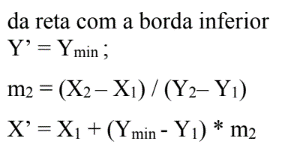 da reta com a borda inferior
Y’ = Ymin ;
m2 = (X2 – X1) / (Y2– Y1)
X’ = X1 + (Ymin - Y1) * m2